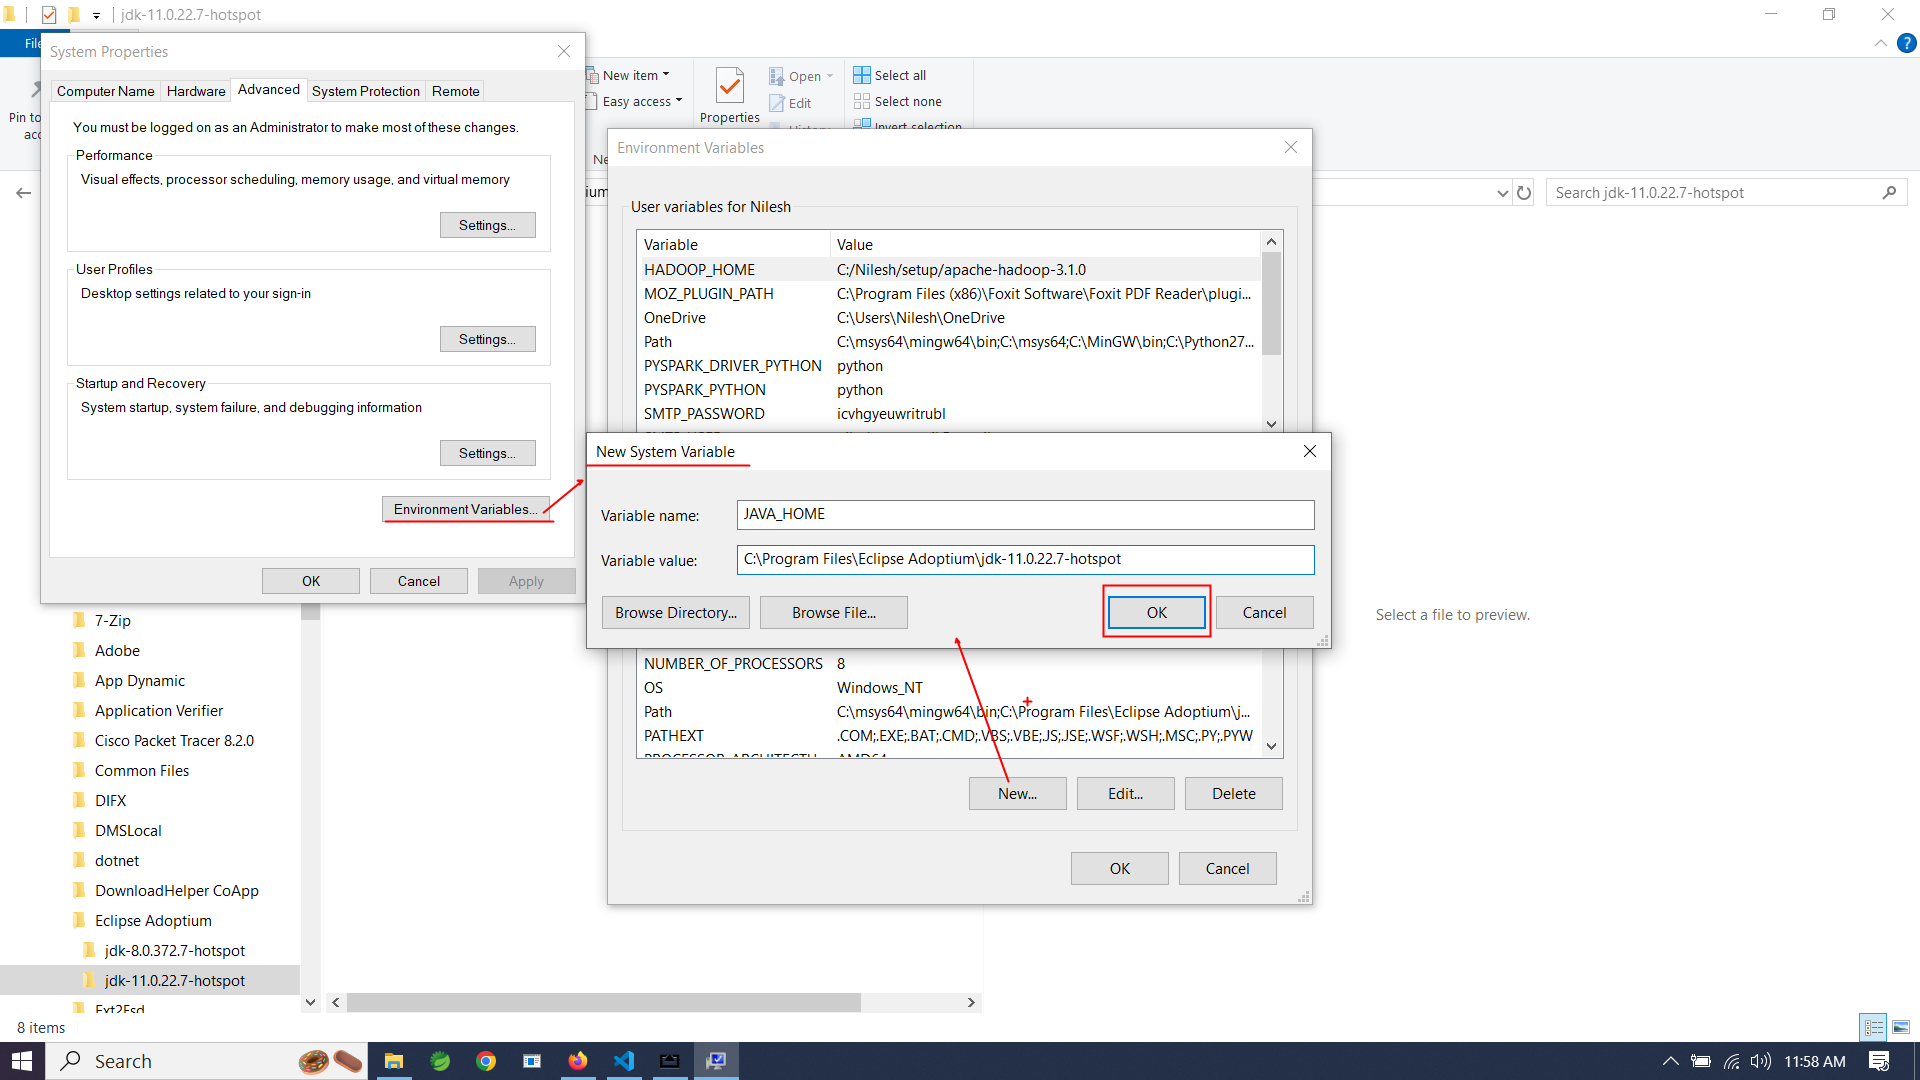 jdk-11.0.22.7-hotspot
File
System Properties
Computer Name
Hardware
Advanced
System Protection
Remote
You must be logged on as an Administrator to make most of these changes.
Performance
Visual effects, processor scheduling, memory usage, and virtual memory
Settings...
User Profiles
Desktop settings related to your sign-in
Settings...
Startup and Recovery
System startup, system failure, and debugging information
Settings...
Environment Variables...
OK
Cancel
Apply
Pin to
New item
Easy access
Properties
Open
Edit
History
Select all
Select none
Invert selection
Search jdk-11.0.22.7-hotspot
Environment Variables
User variables for Nilesh
Variable Value
HADOOP_HOME C:/Nilesh/setup/apache-hadoop-3.1.0
MOZ_PLUGIN_PATH C:\Program Files (x86)\Foxit Software\Foxit PDF Reader\plugi...
OneDrive C:\Users\Nilesh\OneDrive
Path C:\msys64\mingw64\bin;C:\msys64;C:\MinGW\bin;C:\Python27...
PYSPARK_DRIVER_PYTHON python
PYSPARK_PYTHON python
SMTP_PASSWORD icvhgyeuwritrubl
New System Variable
Variable name: JAVA_HOME
Variable value: C:\Program Files\Eclipse Adoptium\jdk-11.0.22.7-hotspot
Browse Directory...
Browse File...
OK
Cancel
NUMBER_OF_PROCESSORS 8
OS Windows_NT
Path C:\msys64\mingw64\bin;C:\Program Files\Eclipse Adoptium\j...
PATHEXT .COM;.EXE;.BAT;.CMD;.VBS;.VBE;.JS;.JSE;.WSF;.WSH;.MSC;.PY;.PYW
PROCESSOR_ARCHITECTU AMD64
New...
Edit...
Delete
OK
Cancel
Select a file to preview.
7-Zip
Adobe
App Dynamic
Application Verifier
Cisco Packet Tracer 8.2.0
Common Files
DIFX
DMSLocal
dotnet
DownloadHelper CoApp
Eclipse Adoptium
jdk-8.0.372.7-hotspot
jdk-11.0.22.7-hotspot
Ext2Fsd
8 items
Search
11:58 AM